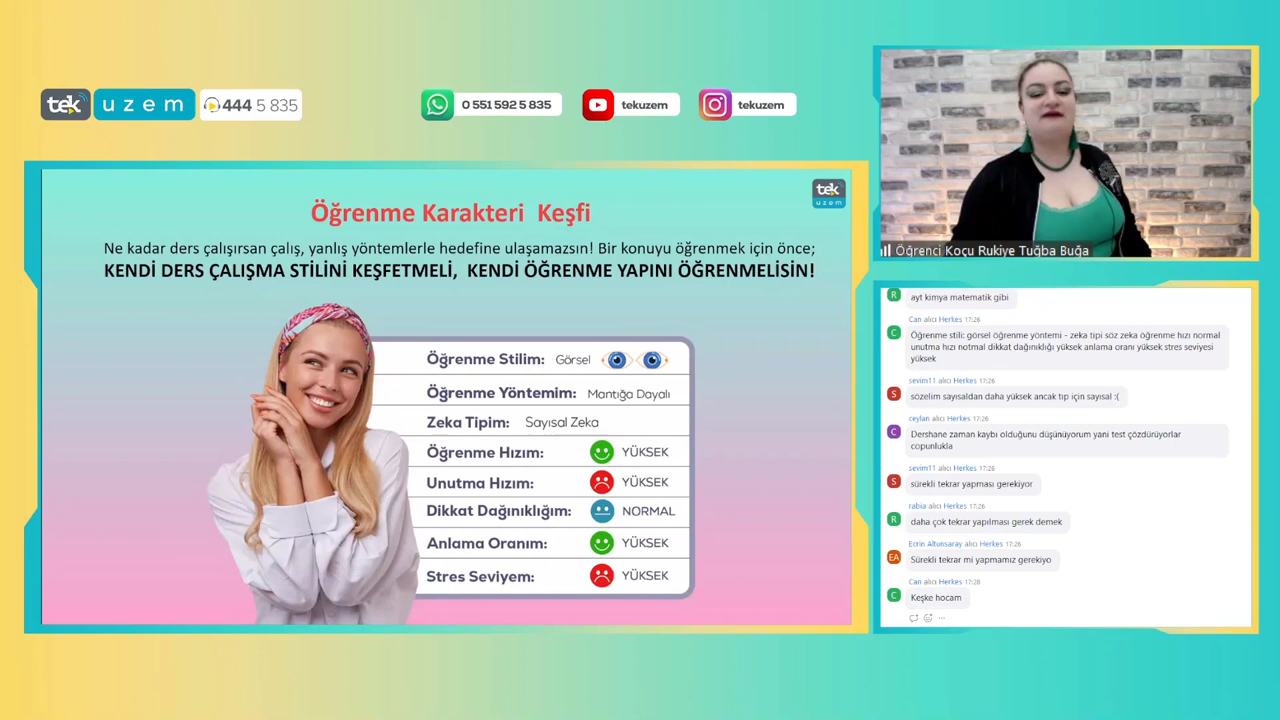 tek uzem 444 5 835
0 551 592 5 835
tekuzem
tekuzem
tek
uzem
Öğrenme Karakteri Keşfi
Ne kadar ders çalışırsan çalış, yanlış yöntemlerle hedefine ulaşamazsın! Bir konuyu öğrenmek için önce;
KENDİ DERS ÇALIŞMA STİLİNİ KEŞFETMELİ, KENDİ ÖĞRENME YAPINI ÖĞRENMELİSİN!
Öğrenme Stilim: Görsel
Öğrenme Yöntemim: Mantığa Dayalı
Zeka Tipim: Sayısal Zeka
Öğrenme Hızım: YÜKSEK
Unutma Hızım: YÜKSEK
Dikkat Dağınıklığım: NORMAL
Anlama Oranım: YÜKSEK
Stres Seviyem: YÜKSEK
Öğrenci Koçu Rukiye Tuğba Buğa
R
ayt kimya matematik gibi
Can alıcı Herkes 17:26
C
Öğrenme stili: görsel öğrenme yöntemi - zeka tipi söz zeka öğrenme hızı normal
unutma hızı notmal dikkat dağınıklığı yüksek anlama oranı yüksek stres seviyesi
yüksek
sevim11 alıcı Herkes 17:26
S
sözelim sayısaldan daha yüksek ancak tıp için sayısal :(
ceylan alıcı Herkes 17:26
C
Dershane zaman kaybı olduğunu düşünüyorum yani test çözdürüyorlar
copunlukla
sevim11 alıcı Herkes 17:26
S
sürekli tekrar yapması gerekiyor
rabia alıcı Herkes 17:26
R
daha çok tekrar yapılması gerek demek
Ecrin Altunsaray alıcı Herkes 17:26
EA
Sürekli tekrar mi yapmamız gerekiyo
Can alıcı Herkes 17:28
C
Keşke hocam